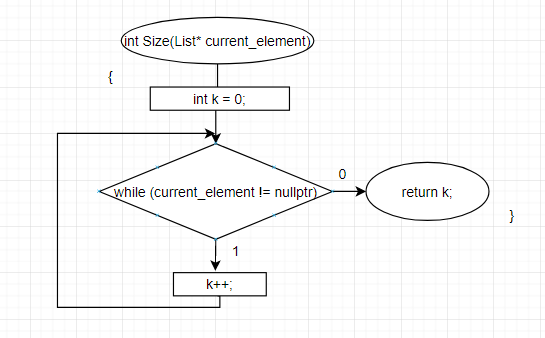 int Size(List* current_element)
{
int k = 0;
while (current_element != nullptr)
0
return k;
}
1
k++;